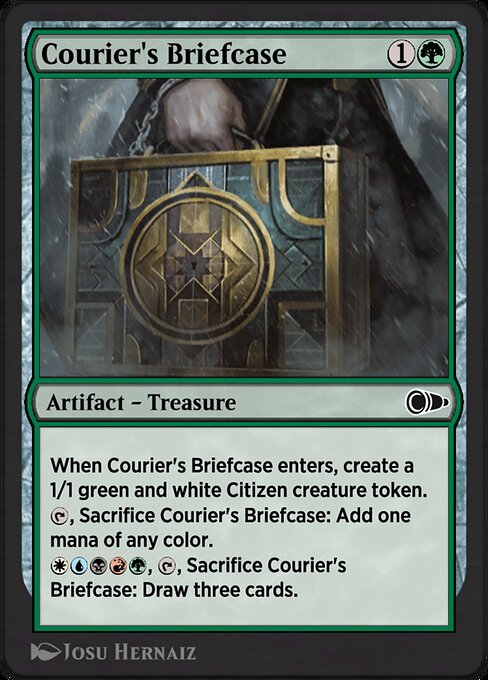 Courier's Briefcase 1
Artifact – Treasure
When Courier's Briefcase enters, create a
1/1 green and white Citizen creature token.
, Sacrifice Courier's Briefcase: Add one
mana of any color.
, , Sacrifice Courier's
Briefcase: Draw three cards.
Josu Hernaiz